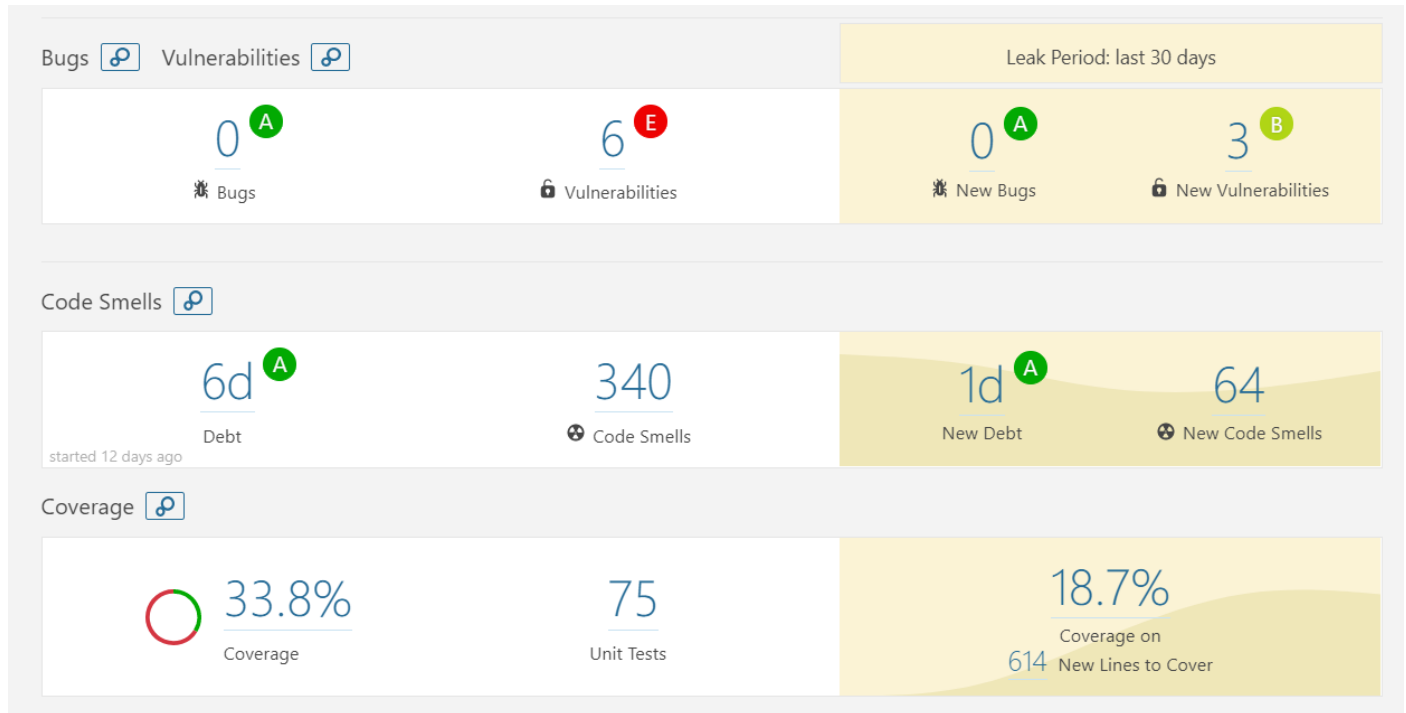 Bugs Vulnerabilities
Leak Period: last 30 days
0 A
Bugs
6 E
Vulnerabilities
0 A
New Bugs
3 B
New Vulnerabilities
Code Smells
6d A
Debt
started 12 days ago
340
Code Smells
1d A
New Debt
64
New Code Smells
Coverage
33.8%
Coverage
75
Unit Tests
18.7%
Coverage on
614 New Lines to Cover